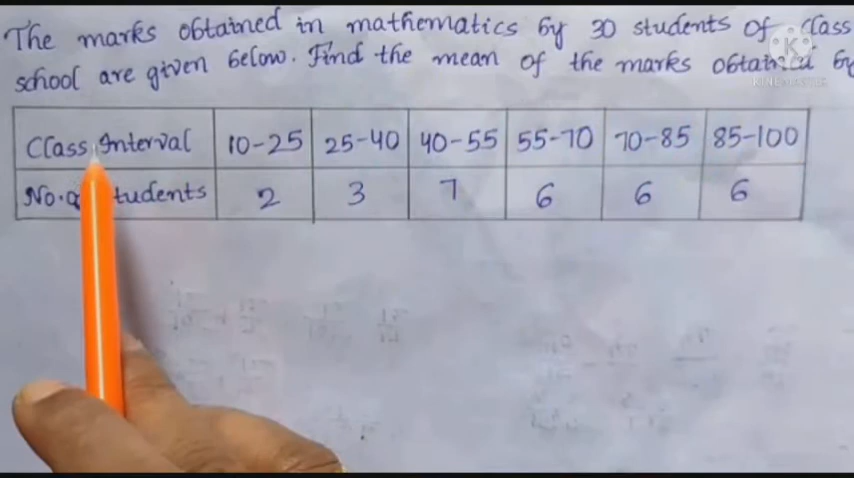 The marks obtained in mathematics by 30 students of class
school are given below. Find the mean of the marks obtained by
Class Interval 10-25 25-40 40-55 55-70 70-85 85-100
No. Students 2 3 7 6 6 6
K